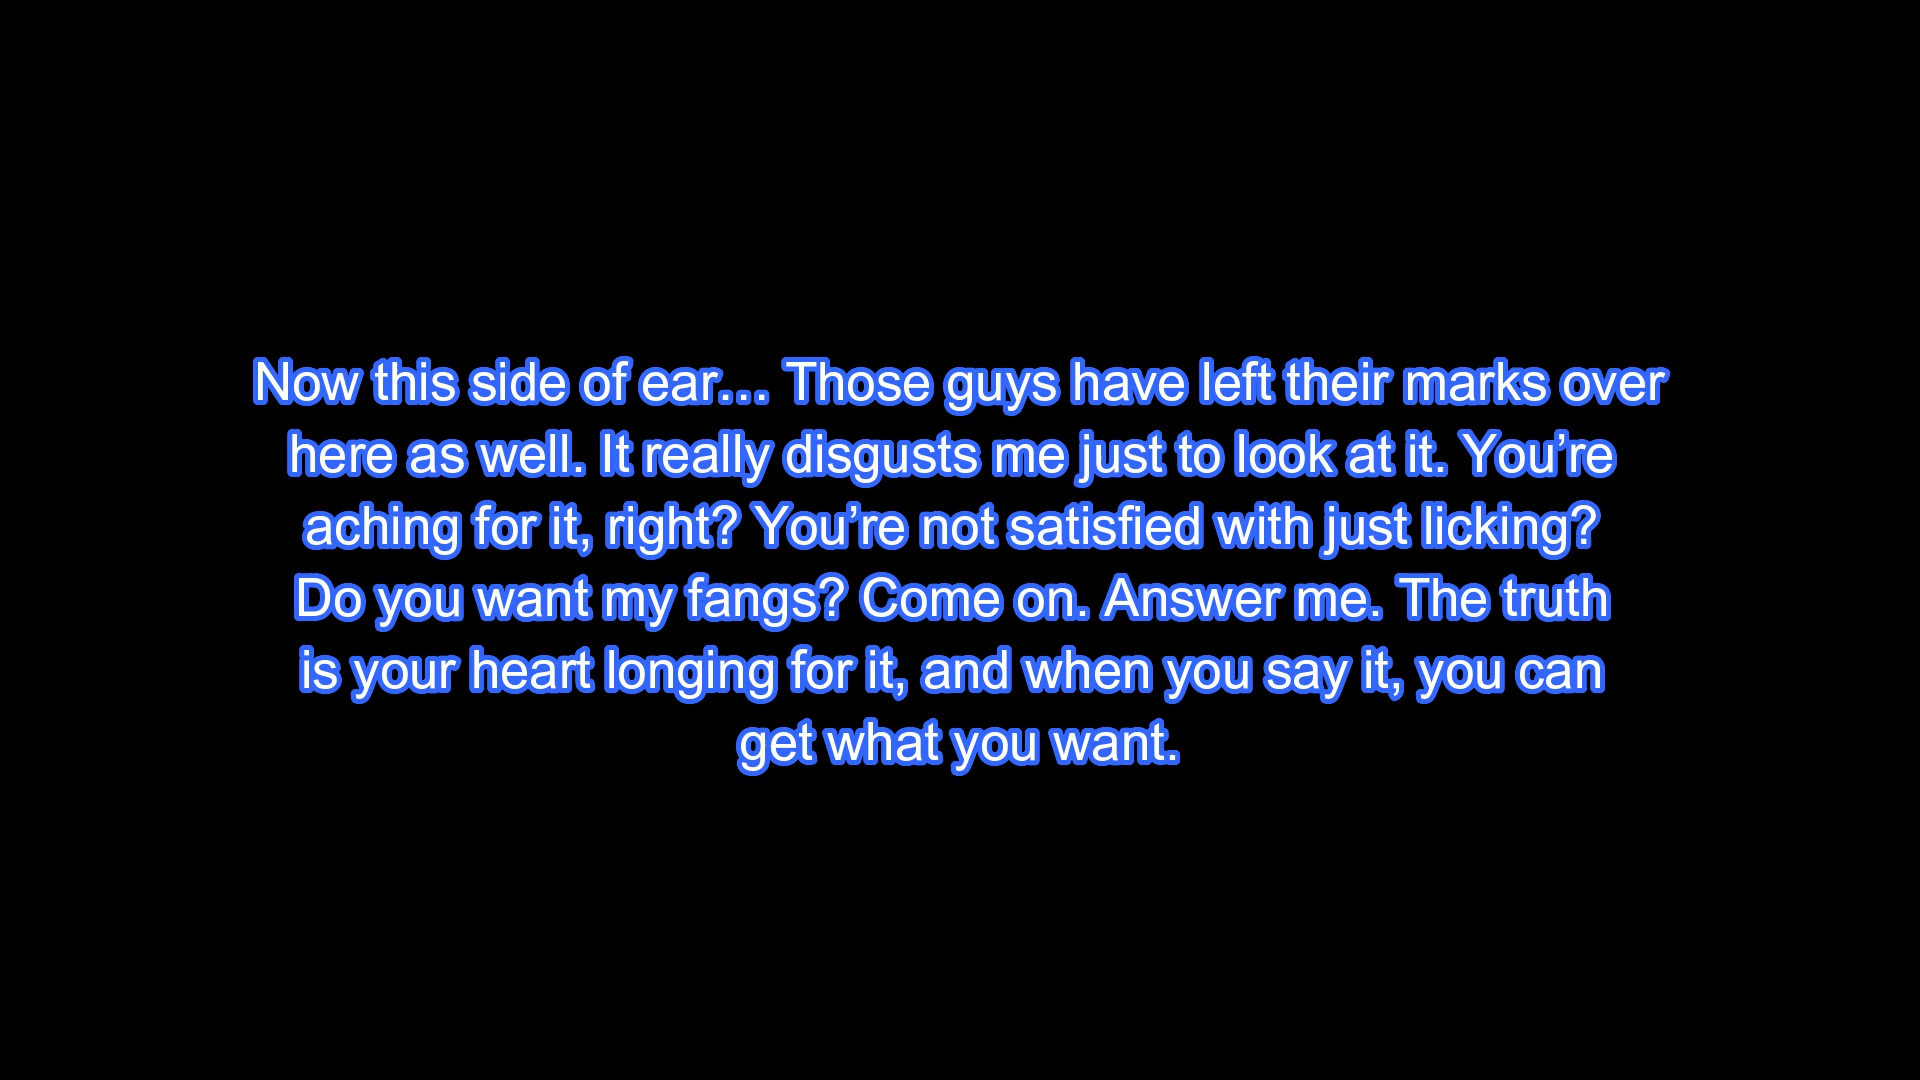 Now this side of ear… Those guys have left their marks over
here as well. It really disgusts me just to look at it. You’re
aching for it, right? You’re not satisfied with just licking?
Do you want my fangs? Come on. Answer me. The truth
is your heart longing for it, and when you say it, you can
get what you want.